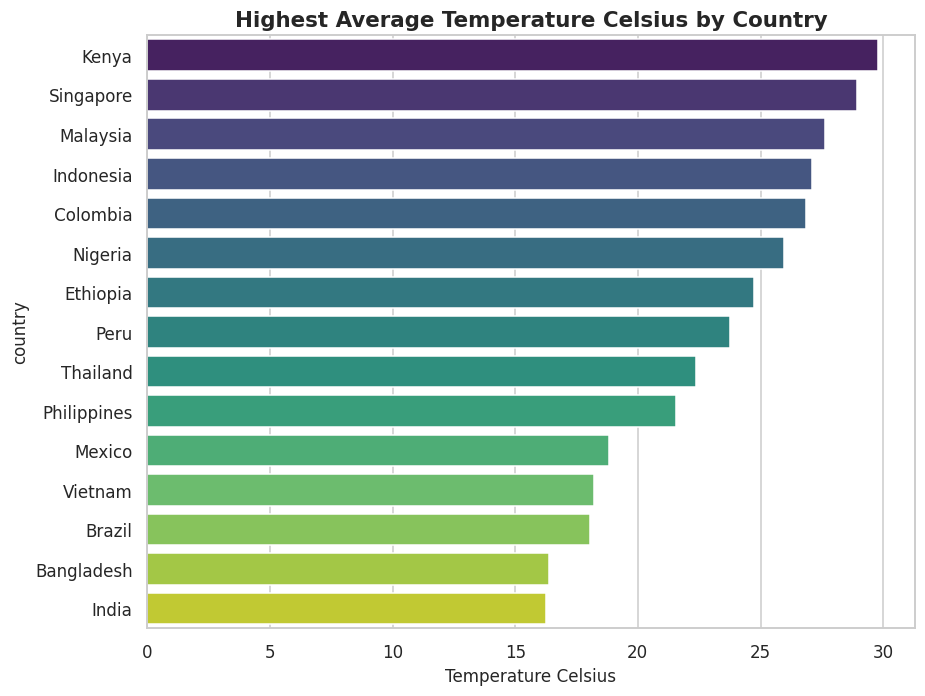 Highest Average Temperature Celsius by Country
Kenya
Singapore
Malaysia
Indonesia
Colombia
Nigeria
Ethiopia
Peru
Thailand
Philippines
Mexico
Vietnam
Brazil
Bangladesh
India
country
0 5 10 15 20 25 30
Temperature Celsius